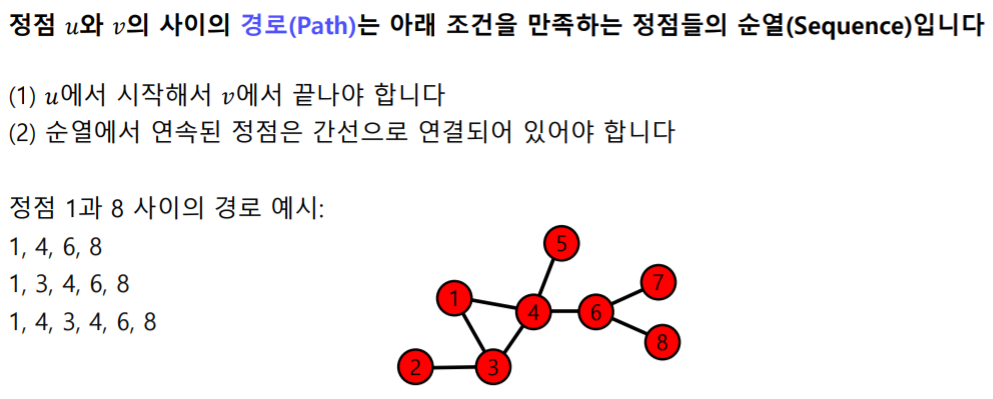 정점 𝑢와 𝑣의 사이의 경로(Path)는 아래 조건을 만족하는 정점들의 순열(Sequence)입니다
(1) 𝑢에서 시작해서 𝑣에서 끝나야 합니다
(2) 순열에서 연속된 정점은 간선으로 연결되어 있어야 합니다
정점 1과 8 사이의 경로 예시:
1, 4, 6, 8
1, 3, 4, 6, 8
1, 4, 3, 4, 6, 8
5
7
1
4
6
8
2
3